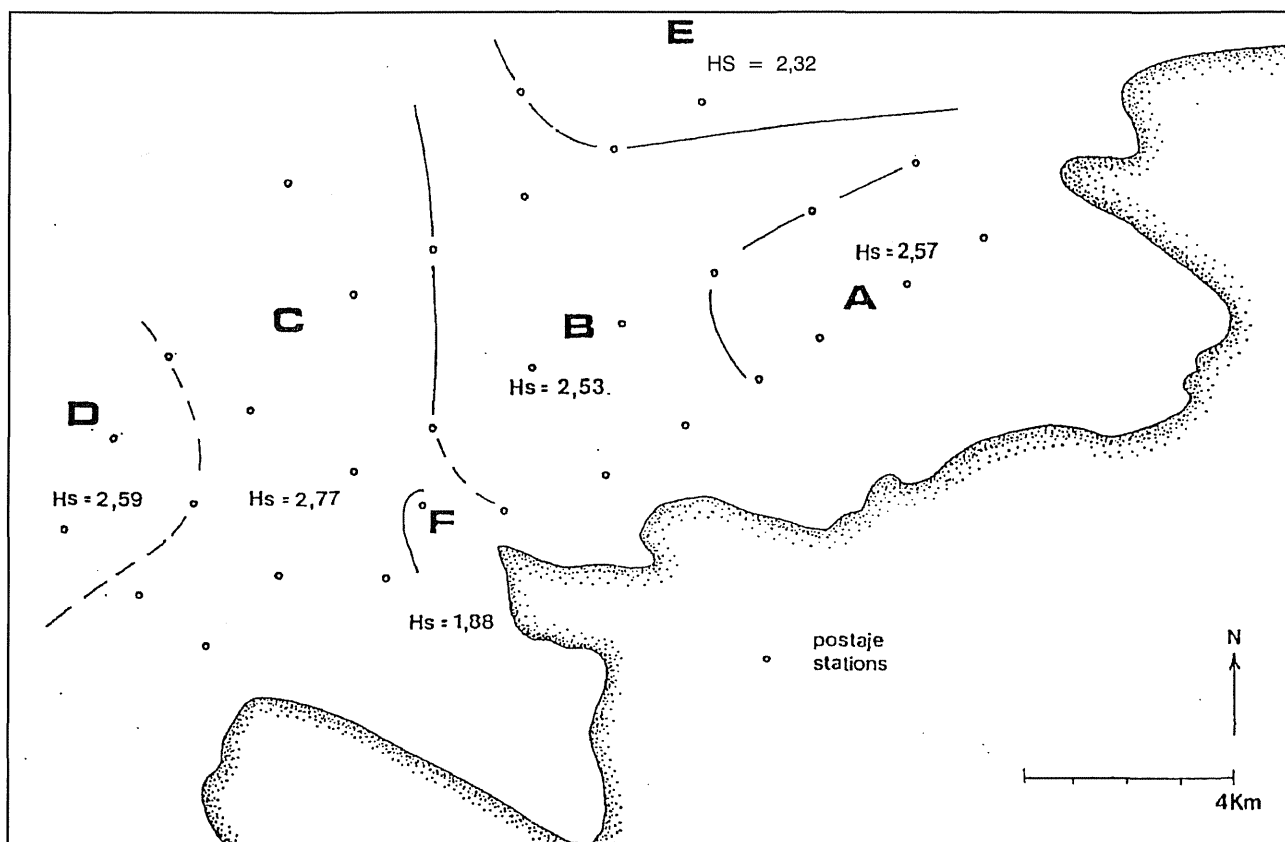 E
HS = 2,32
A
Hs = 2,57
B
Hs = 2,53.
C
Hs = 2,77
D
Hs = 2,59
F
Hs = 1,88
postaje
stations
N
4Km